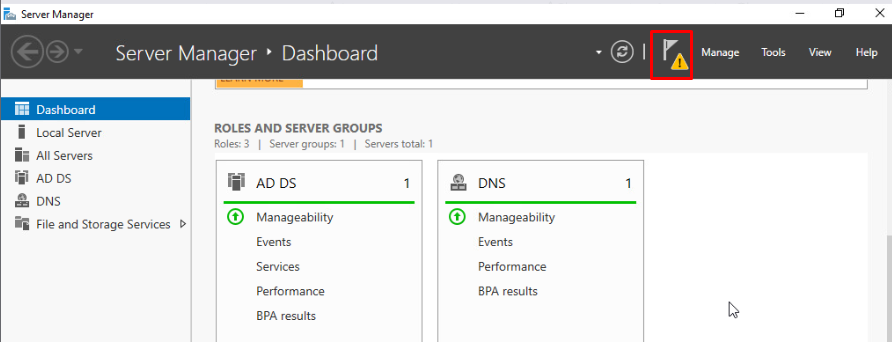 Server Manager
Server Manager • Dashboard
Manage Tools View Help
LEARN MORE
Dashboard
Local Server
All Servers
AD DS
DNS
File and Storage Services
ROLES AND SERVER GROUPS
Roles: 3 | Server groups: 1 | Servers total: 1
AD DS 1
Manageability
Events
Services
Performance
BPA results
DNS 1
Manageability
Events
Performance
BPA results